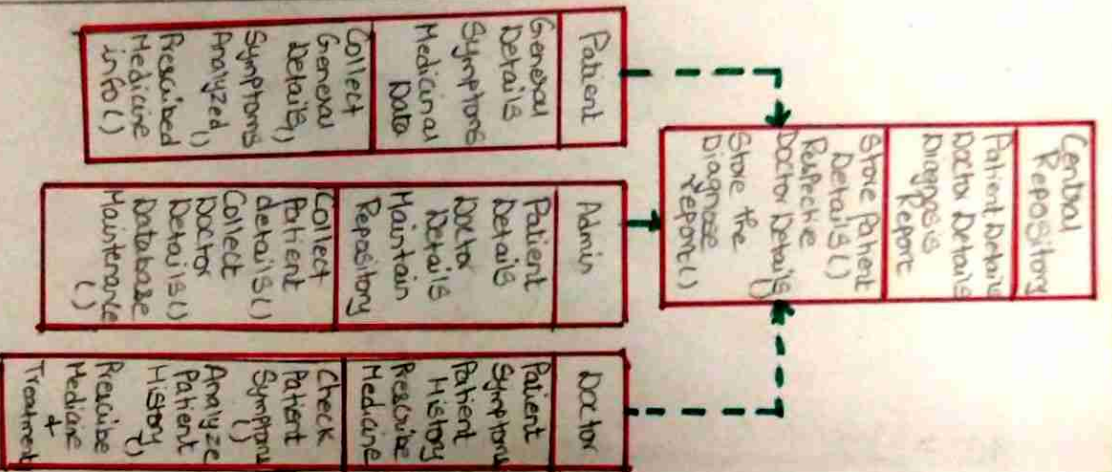 Central
Repository
Patient Details
Doctor Details
Diagnosis
Report
Store Patient
Details()
Respective
Doctor Details()
Store the
Diagnose
report()
Patient
General
Details
Symptoms
Medicinal
Data
Collect
General
Details()
Symptoms
Analyzed()
Prescribed
Medicine
info()
Admin
Patient
Details
Doctor
Details
Maintain
Repository
Collect
Patient
details()
Collect
Doctor
Details()
Database
Maintenance
()
Doctor
Patient
Symptoms
Patient
History
Prescribe
Medicine
Check
Patient
Symptoms
()
Analyze
Patient
History()
Prescribe
Medicine
&
Treatment